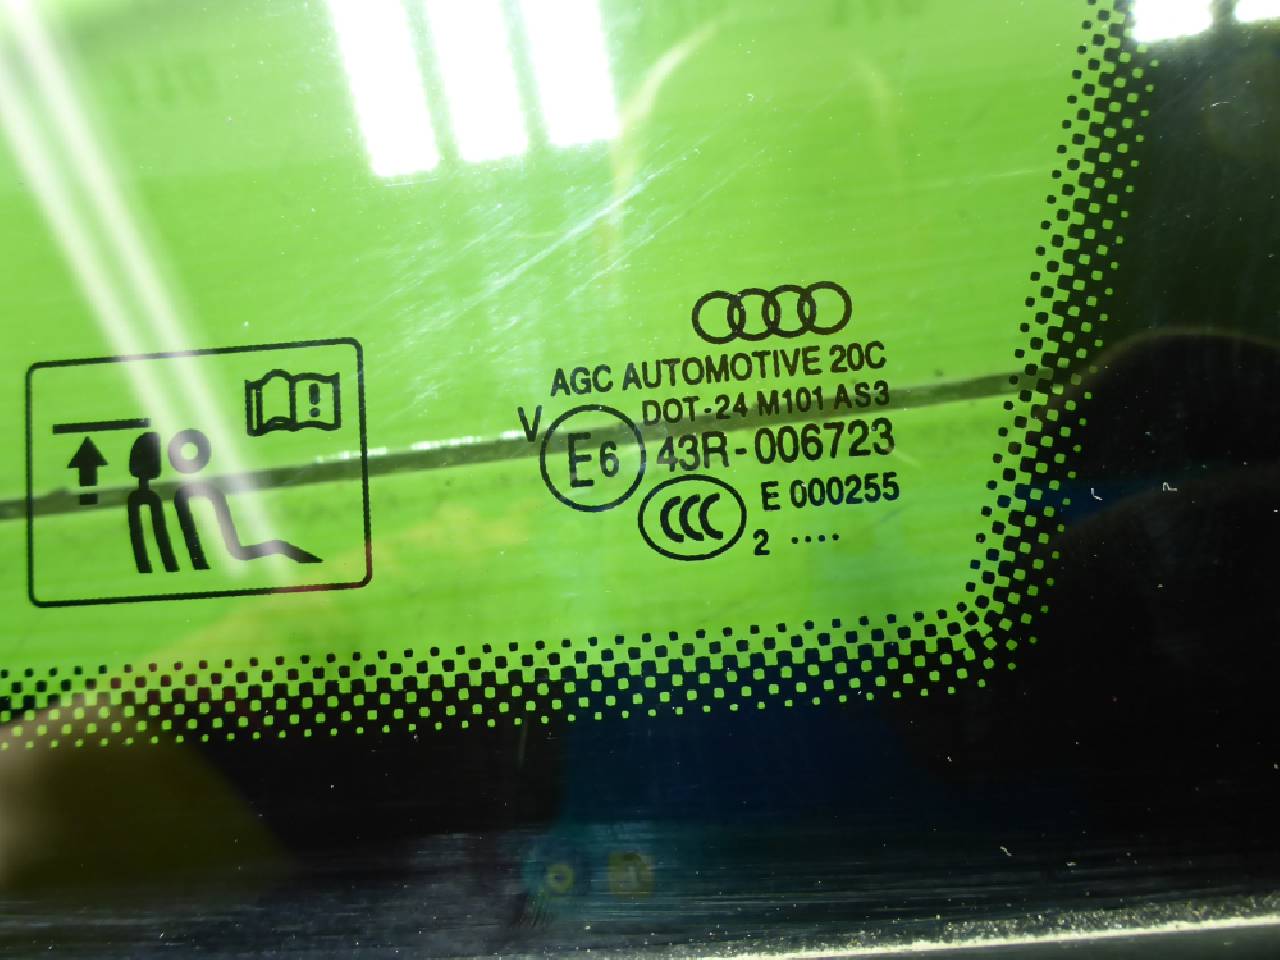 AGC AUTOMOTIVE 20C
V DOT-24 M101 AS3
E6 43R-006723
CCC E 000255
2 ....